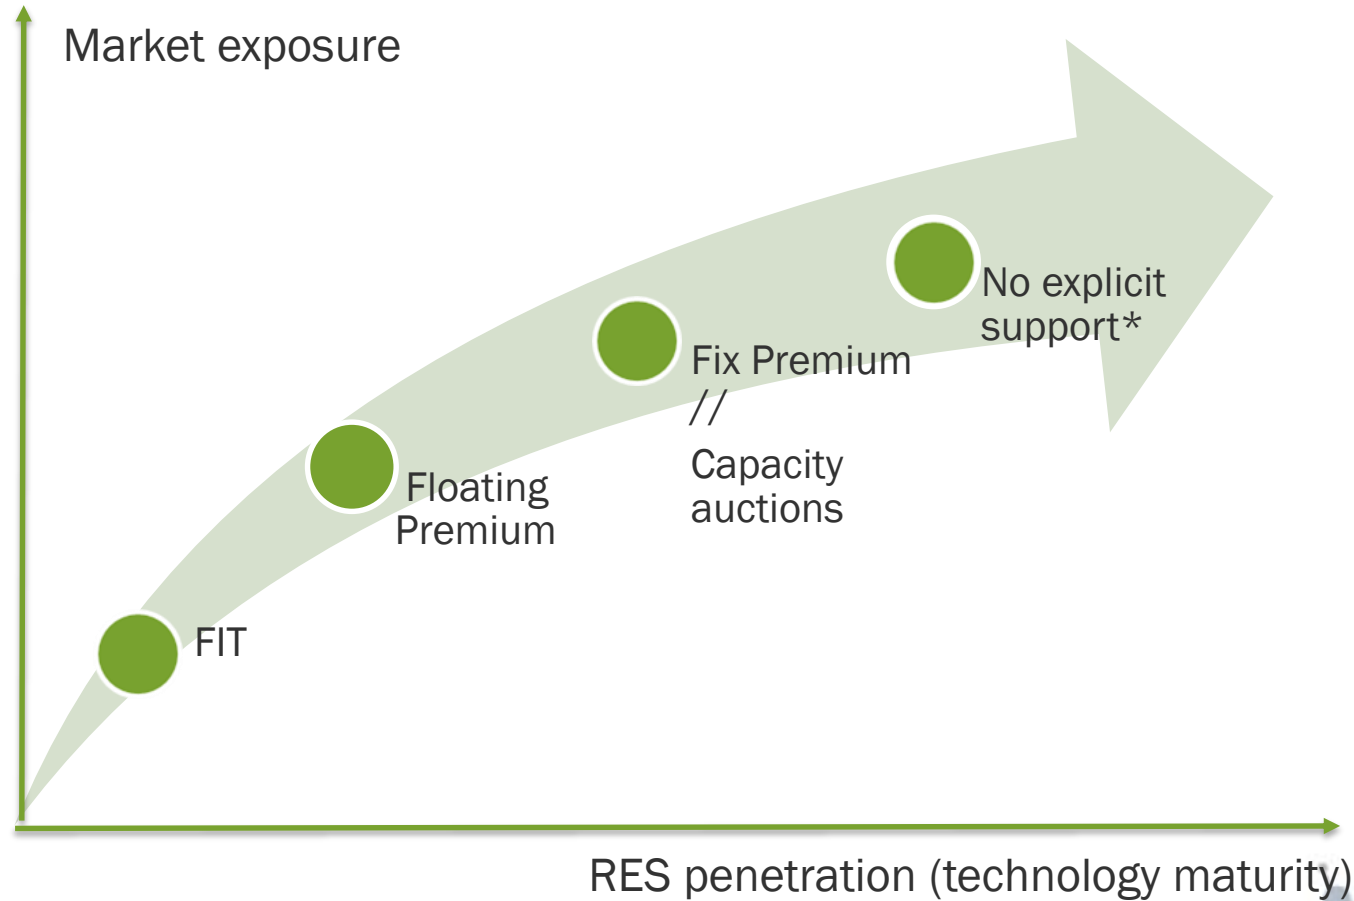 Market exposure
No explicit
support*
Fix Premium
//
Capacity
auctions
Floating
Premium
FIT
RES penetration (technology maturity)